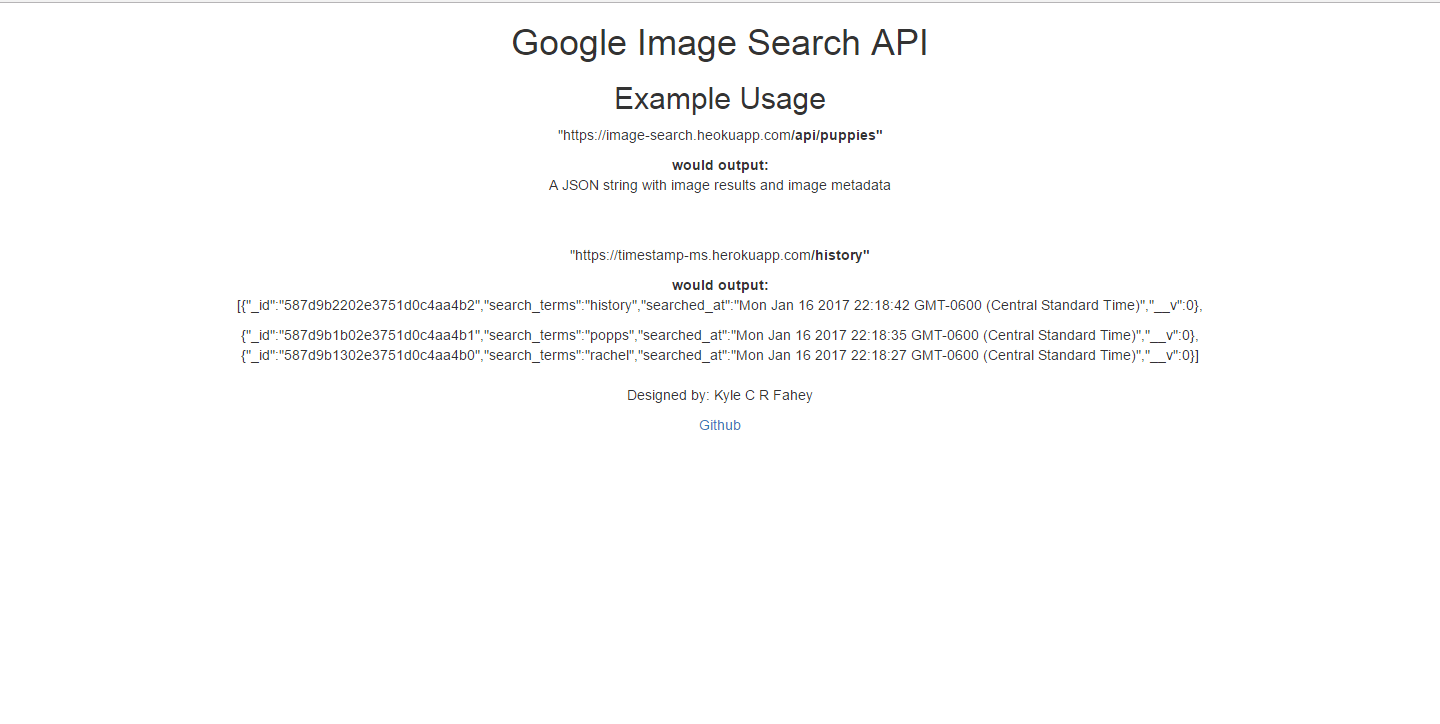 Google Image Search API
Example Usage
"https://image-search.heokuapp.com/api/puppies"
would output:
A JSON string with image results and image metadata
"https://timestamp-ms.herokuapp.com/history"
would output:
[{"_id":"587d9b2202e3751d0c4aa4b2","search_terms":"history","searched_at":"Mon Jan 16 2017 22:18:42 GMT-0600 (Central Standard Time)","__v":0},
{"_id":"587d9b1b02e3751d0c4aa4b1","search_terms":"popps","searched_at":"Mon Jan 16 2017 22:18:35 GMT-0600 (Central Standard Time)","__v":0},
{"_id":"587d9b1302e3751d0c4aa4b0","search_terms":"rachel","searched_at":"Mon Jan 16 2017 22:18:27 GMT-0600 (Central Standard Time)","__v":0}]
Designed by: Kyle C R Fahey
Github